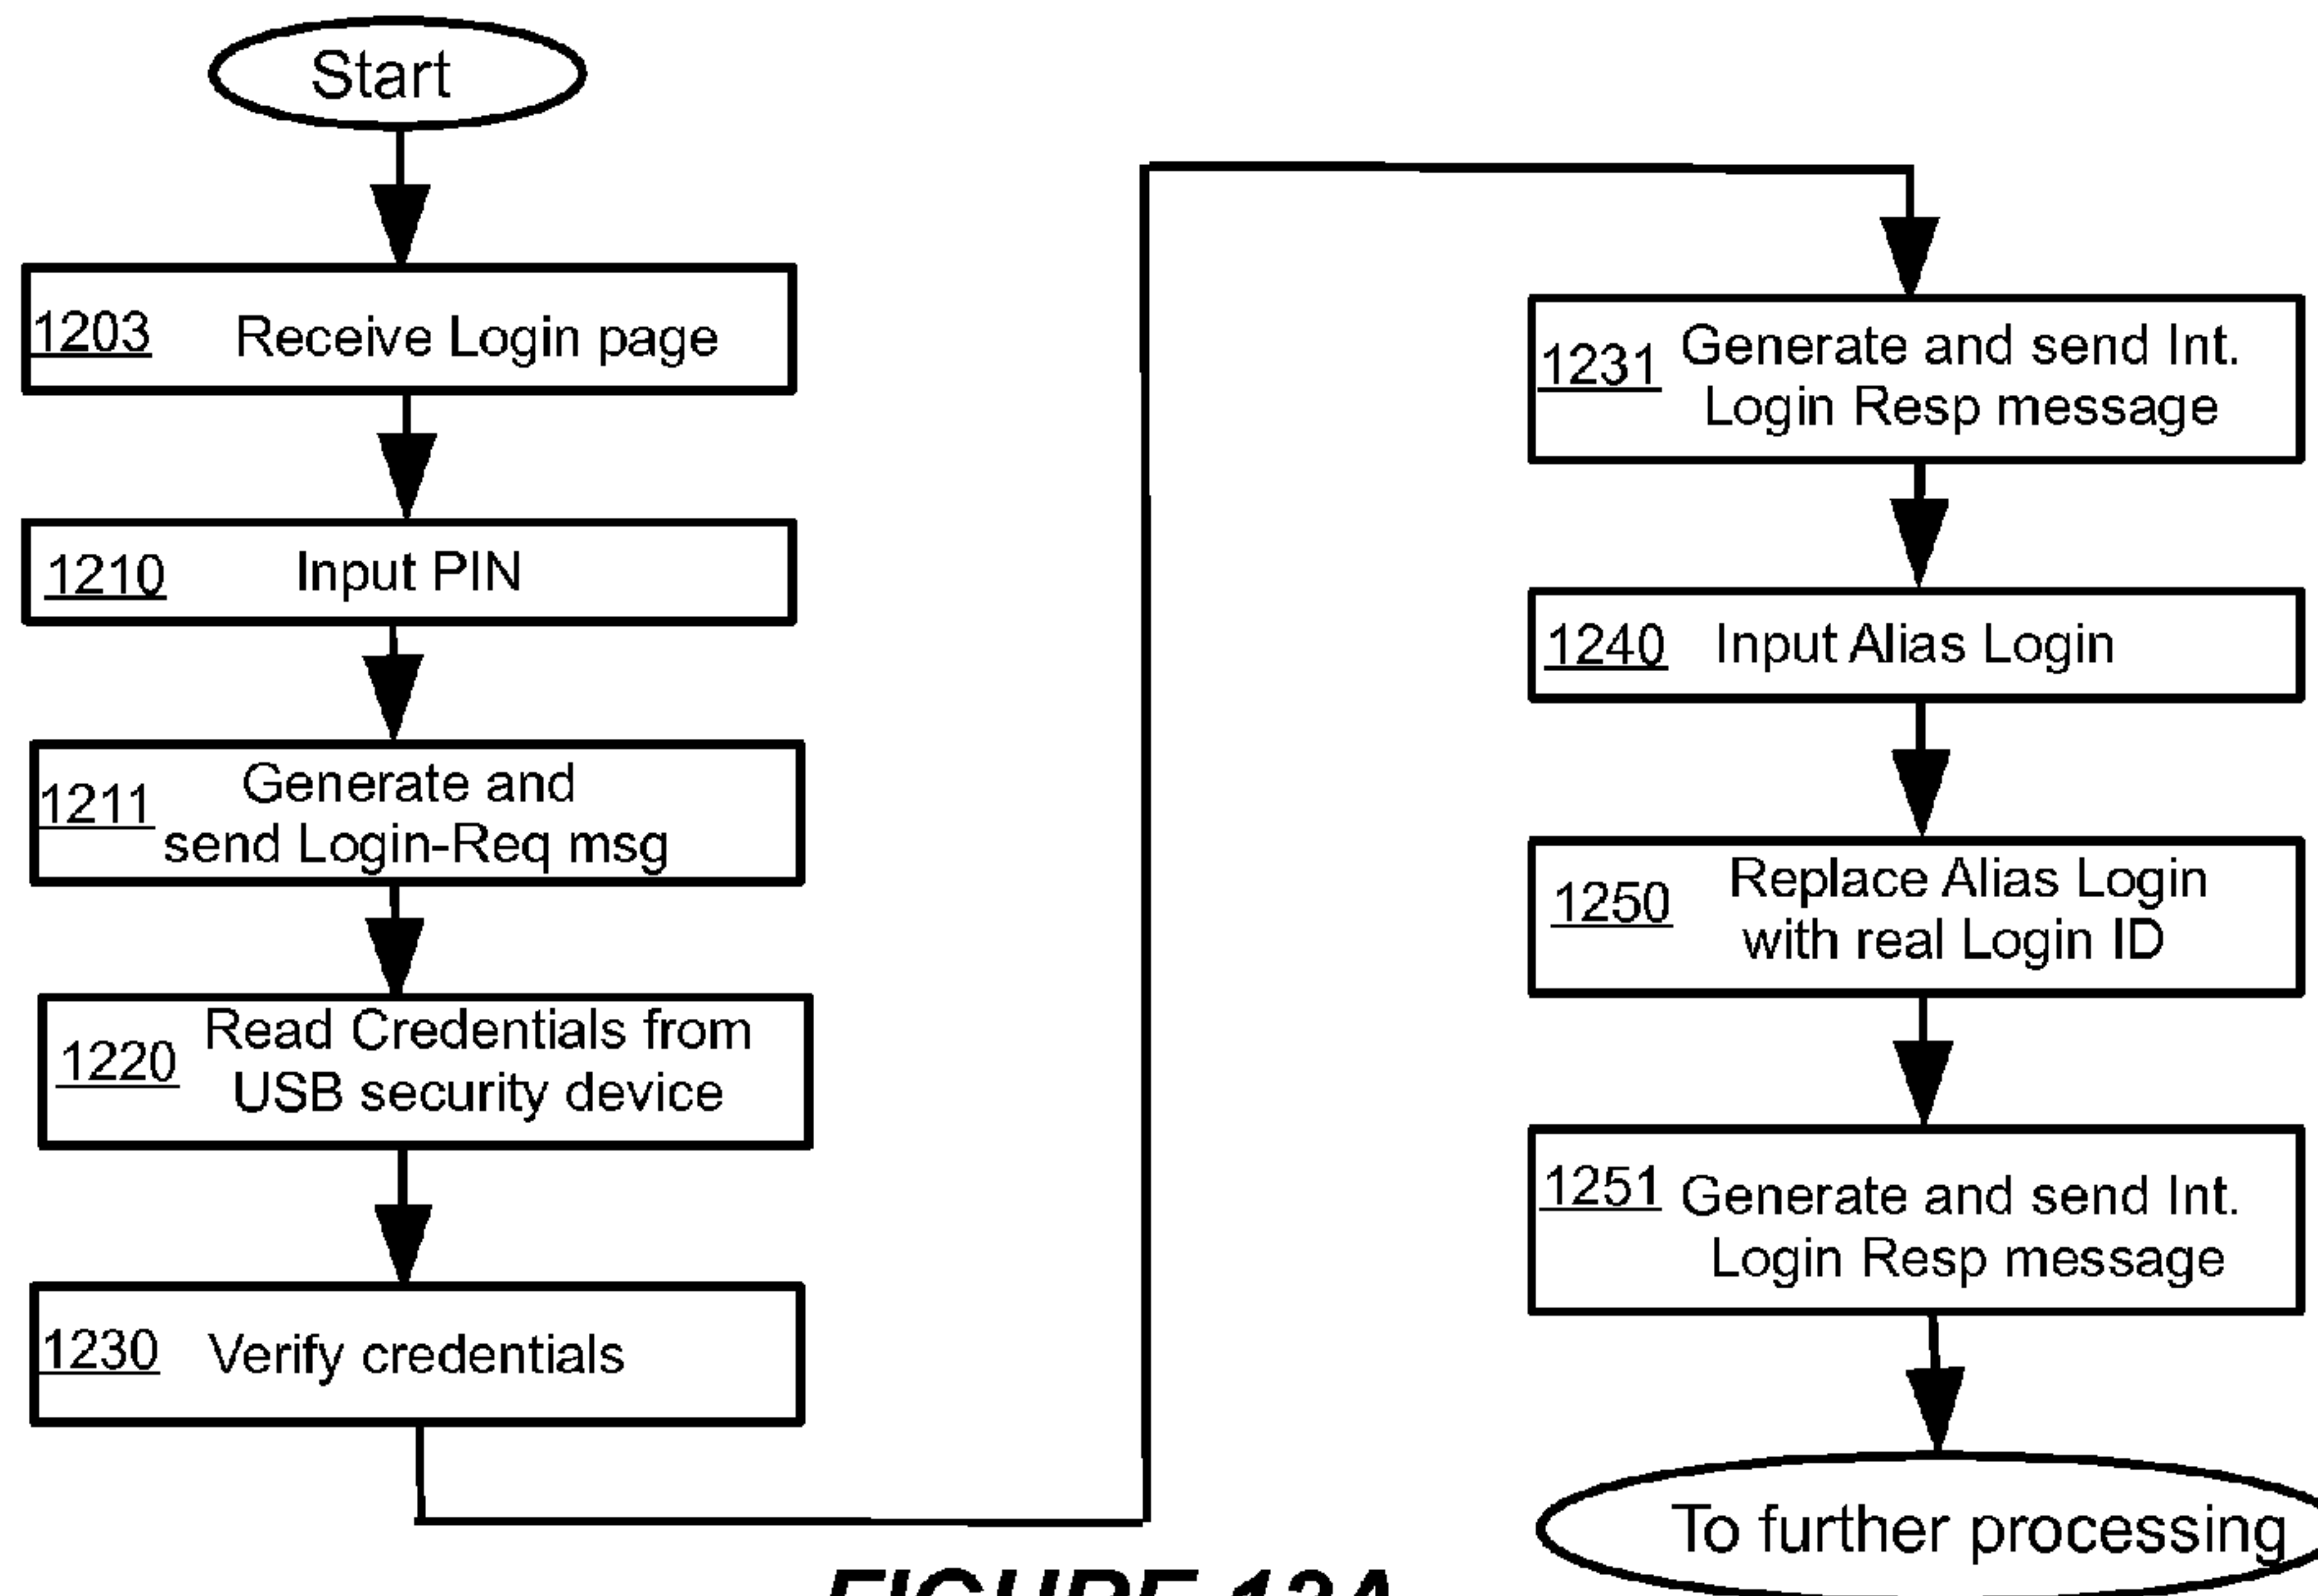 Start
1203 Receive Login page
1210 Input PIN
1211 Generate and
send Login-Req msg
1220 Read Credentials from
USB security device
1230 Verify credentials
1231 Generate and send Int.
Login Resp message
1240 Input Alias Login
1250 Replace Alias Login
with real Login ID
1251 Generate and send Int.
Login Resp message
To further processing
FIGURE 12A